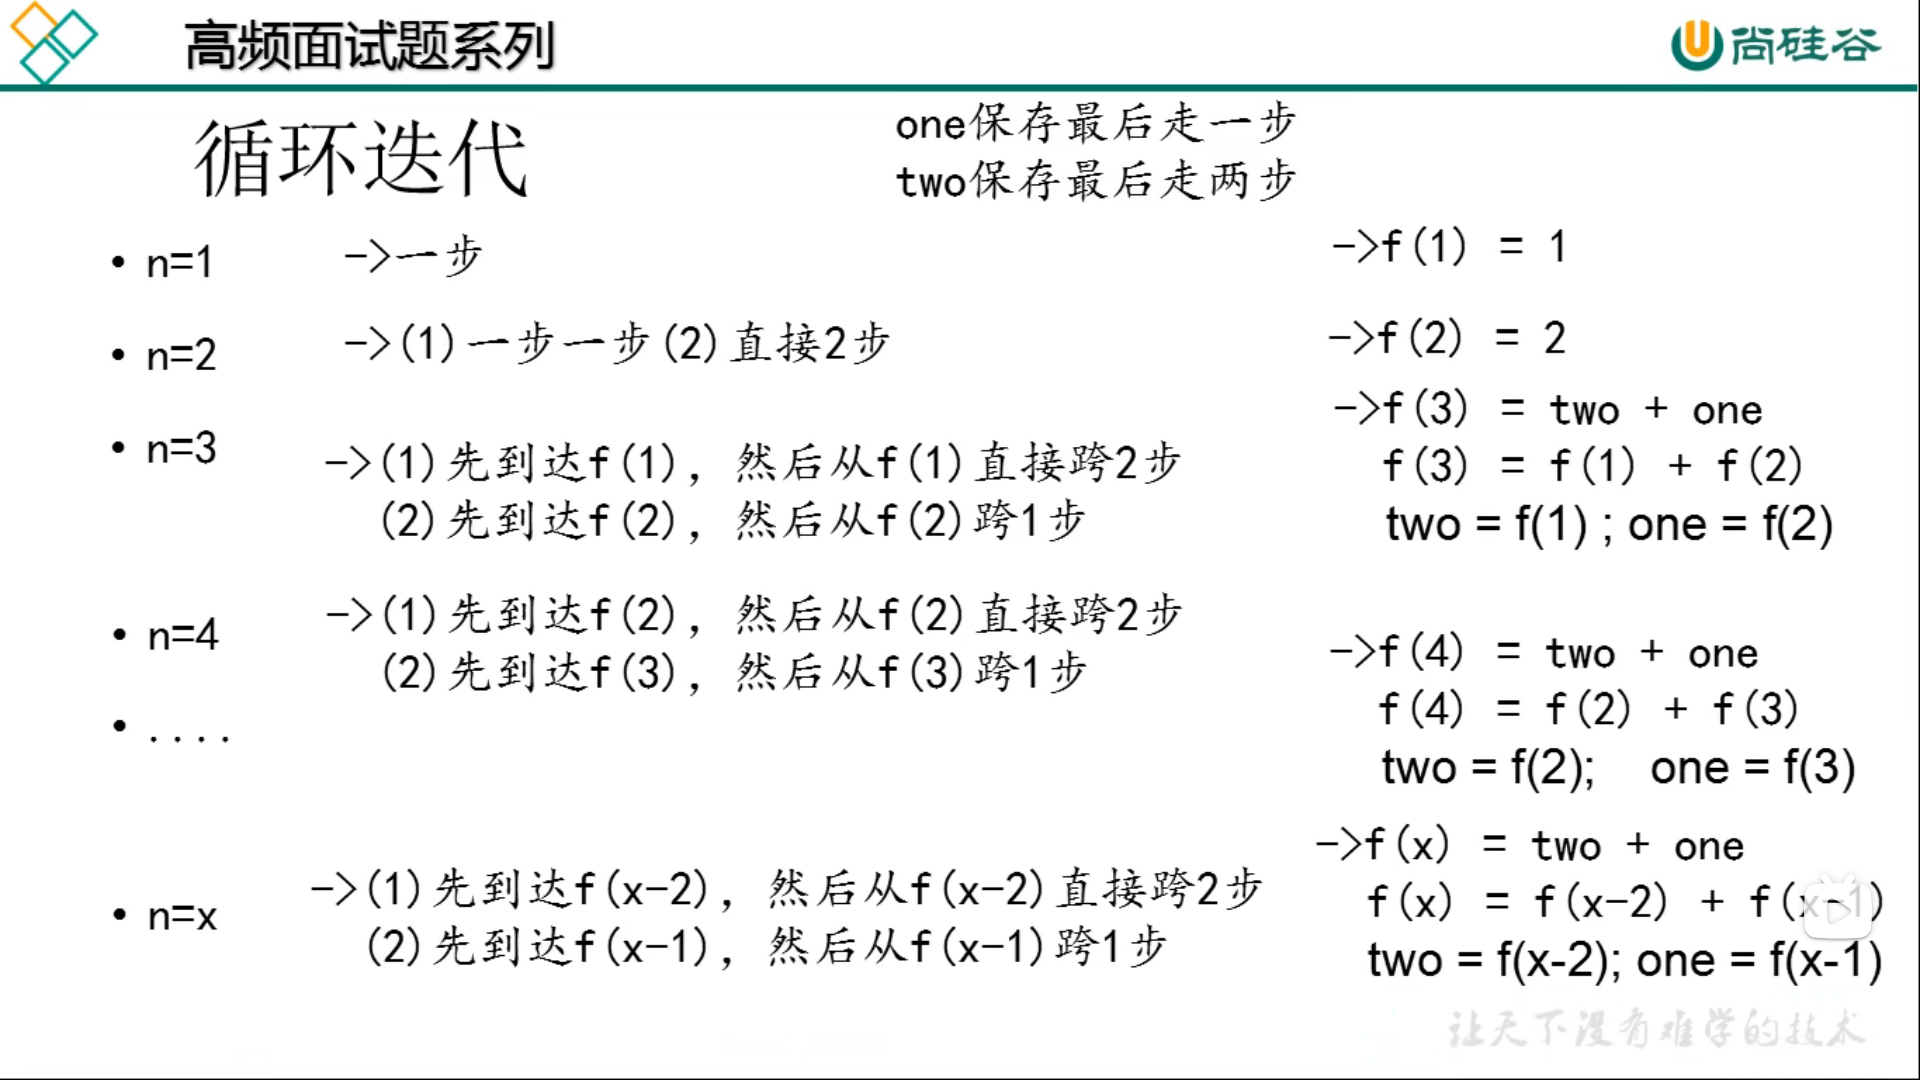 高频面试题系列
尚硅谷
循环迭代
one保存最后走一步
two保存最后走两步
• n=1 ->一步 ->f(1) = 1
• n=2 ->(1)一步一步(2)直接2步 ->f(2) = 2
• n=3 ->(1)先到达f(1)，然后从f(1)直接跨2步
(2)先到达f(2)，然后从f(2)跨1步
->f(3) = two + one
f(3) = f(1) + f(2)
two = f(1) ; one = f(2)
• n=4 ->(1)先到达f(2)，然后从f(2)直接跨2步
(2)先到达f(3)，然后从f(3)跨1步
->f(4) = two + one
f(4) = f(2) + f(3)
two = f(2); one = f(3)
• ....
• n=x ->(1)先到达f(x-2)，然后从f(x-2)直接跨2步
(2)先到达f(x-1)，然后从f(x-1)跨1步
->f(x) = two + one
f(x) = f(x-2) + f(x-1)
two = f(x-2); one = f(x-1)
让天下没有难学的技术